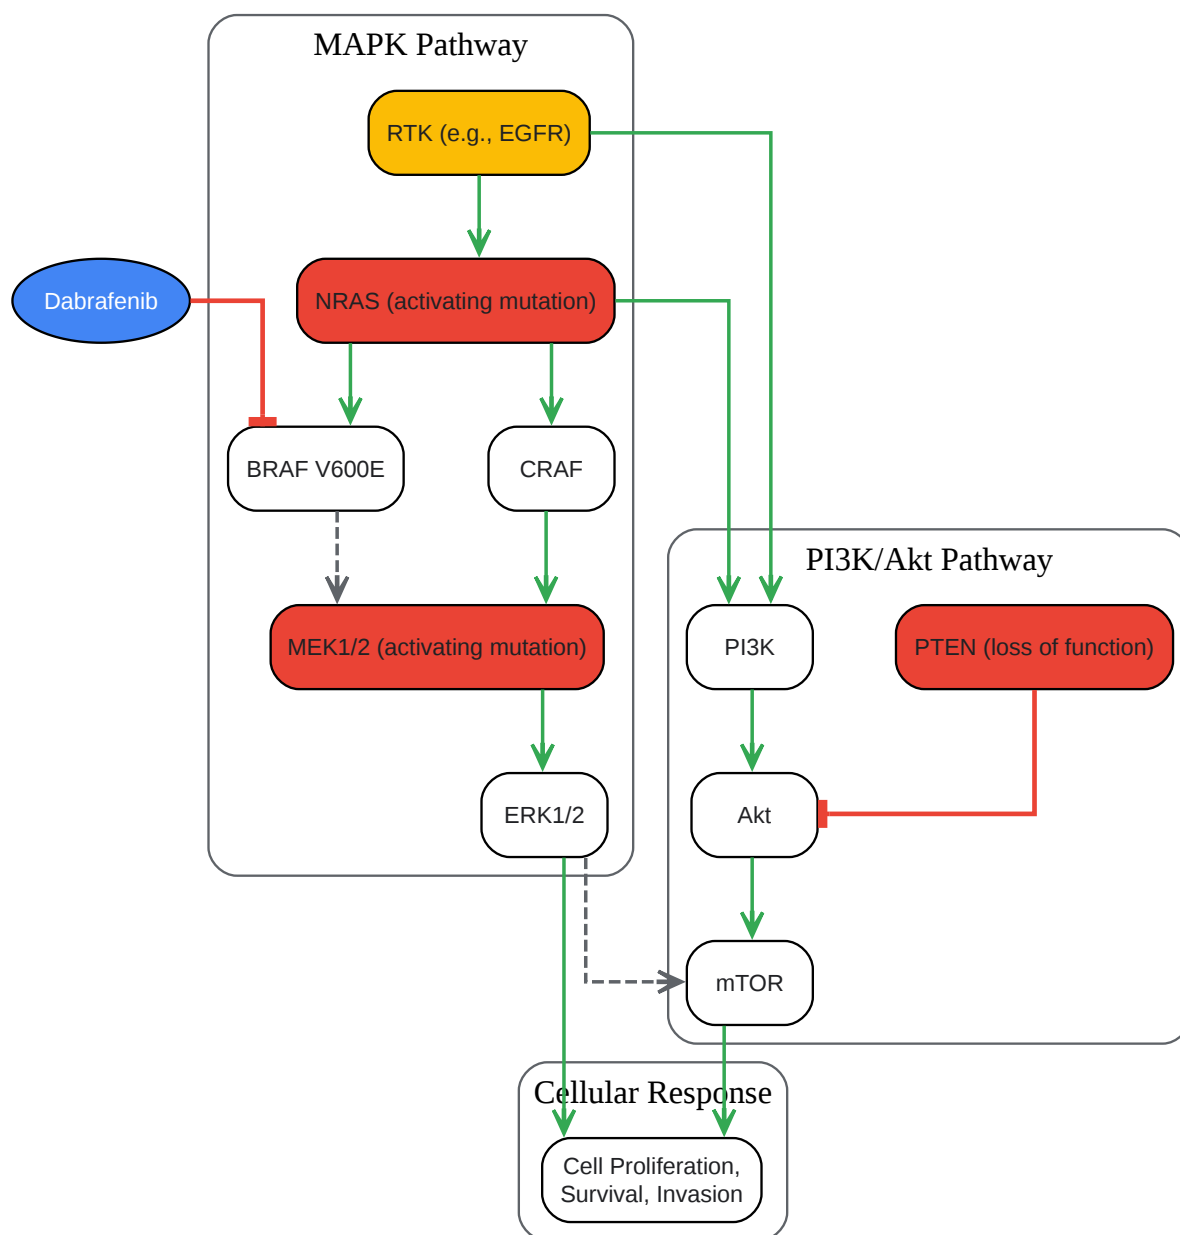 MAPK Pathway
RTK (e.g., EGFR)
Dabrafenib
NRAS (activating mutation)
BRAF V600E
CRAF
PI3K/Akt Pathway
MEK1/2 (activating mutation)
PI3K
PTEN (loss of function)
ERK1/2
Akt
mTOR
Cellular Response
Cell Proliferation,
Survival, Invasion